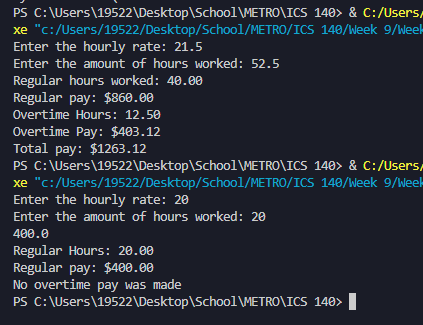 PS C:\Users\19522\Desktop\School\METRO\ICS 140> & C:/Users/
xe "c:/Users/19522/Desktop/School/METRO/ICS 140/Week 9/Week
Enter the hourly rate: 21.5
Enter the amount of hours worked: 52.5
Regular hours worked: 40.00
Regular pay: $860.00
Overtime Hours: 12.50
Overtime Pay: $403.12
Total pay: $1263.12
PS C:\Users\19522\Desktop\School\METRO\ICS 140> & C:/Users/
xe "c:/Users/19522/Desktop/School/METRO/ICS 140/Week 9/Week
Enter the hourly rate: 20
Enter the amount of hours worked: 20
400.0
Regular Hours: 20.00
Regular pay: $400.00
No overtime pay was made
PS C:\Users\19522\Desktop\School\METRO\ICS 140>